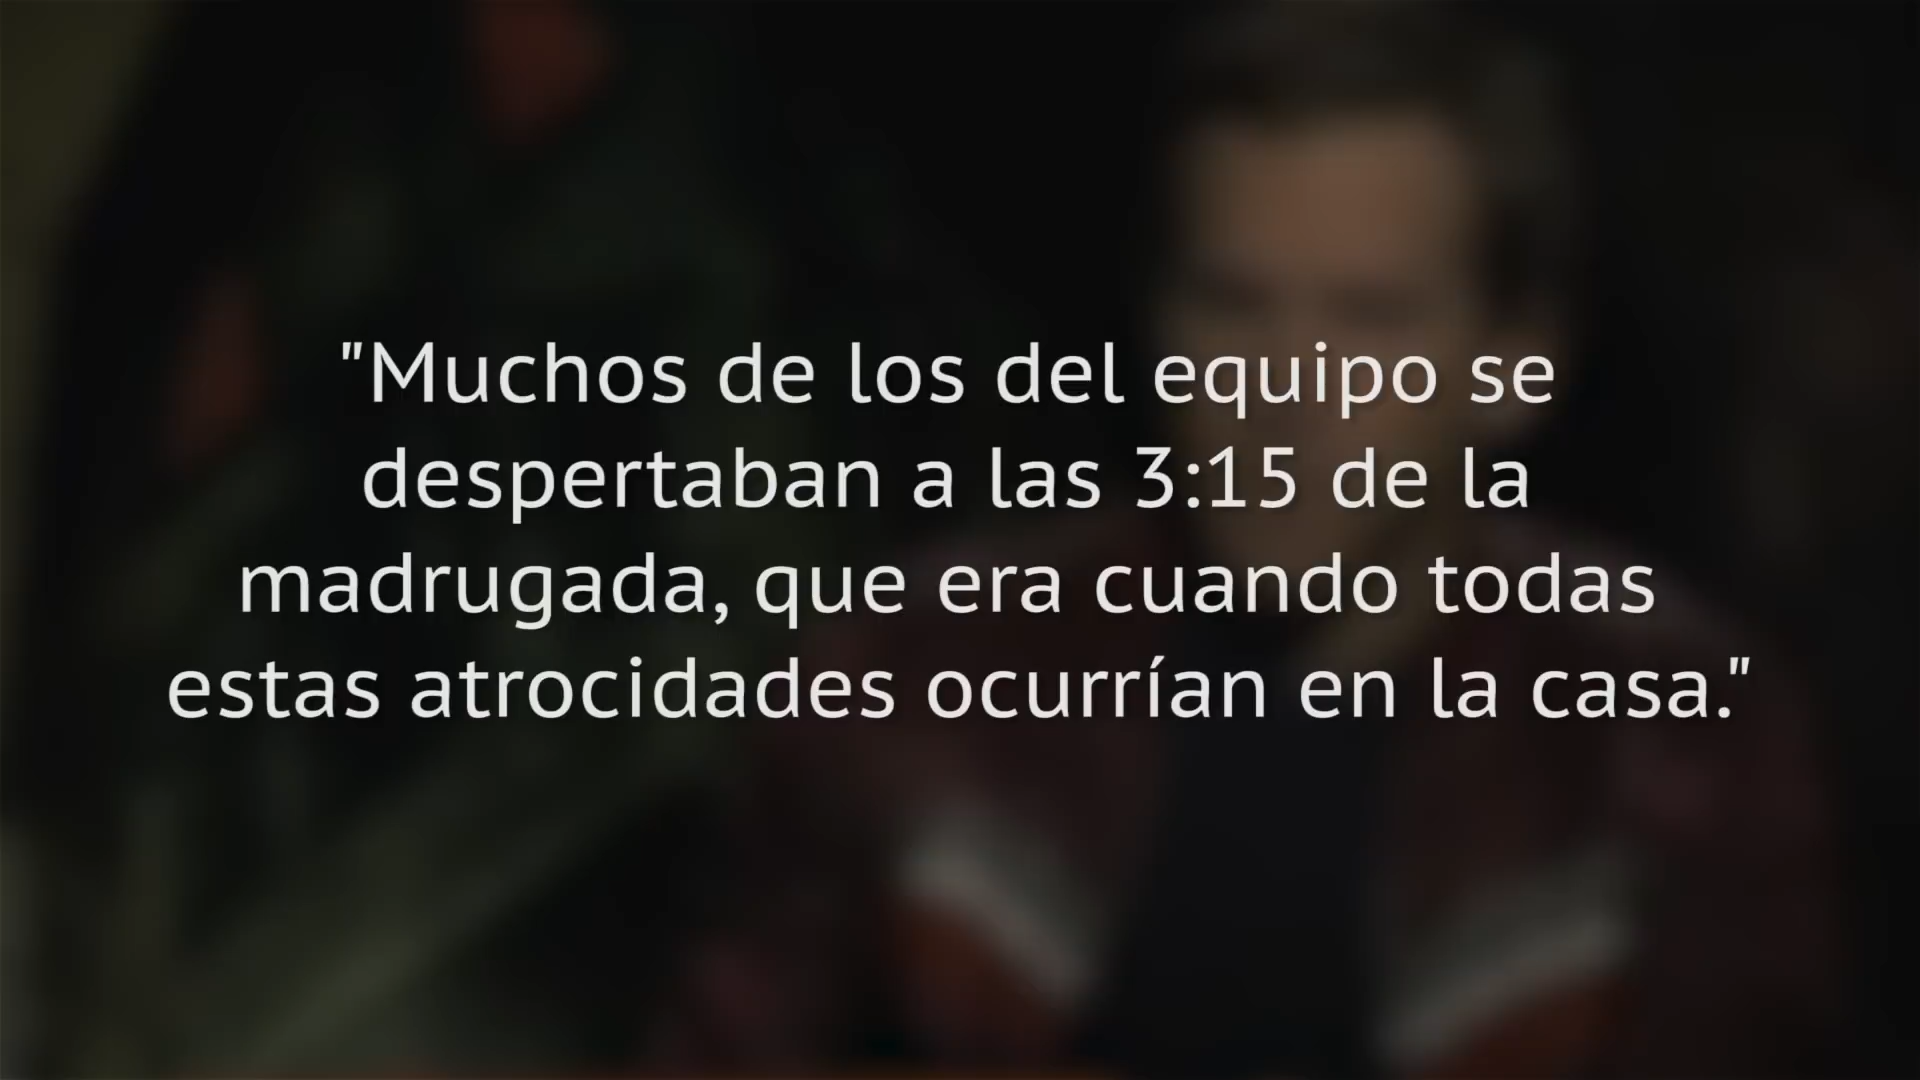 "Muchos de los del equipo se
despertaban a las 3:15 de la
madrugada, que era cuando todas
estas atrocidades ocurrían en la casa."